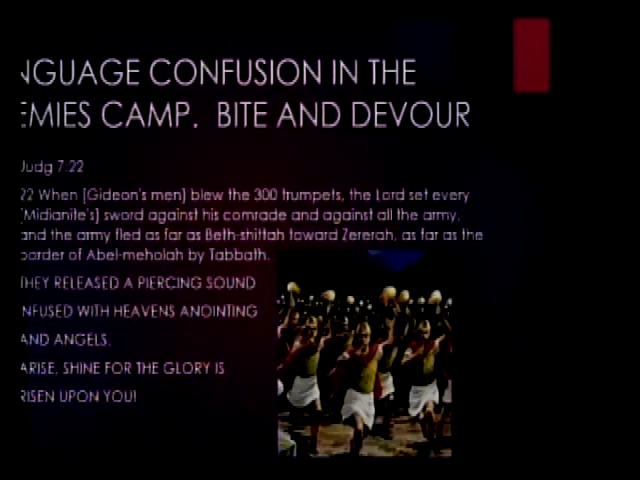 NGUAGE CONFUSION IN THE
EMIES CAMP. BITE AND DEVOUR
Judg 7:22
22 When [Gideon's men] blew the 300 trumpets, the Lord set every
[Midianite's] sword against his comrade and against all the army,
and the army fled as far as Beth-shittah toward Zererah, as far as the
border of Abel-meholah by Tabbath.
THEY RELEASED A PIERCING SOUND
INFUSED WITH HEAVENS ANOINTING
AND ANGELS.
ARISE, SHINE FOR THE GLORY IS
RISEN UPON YOU!